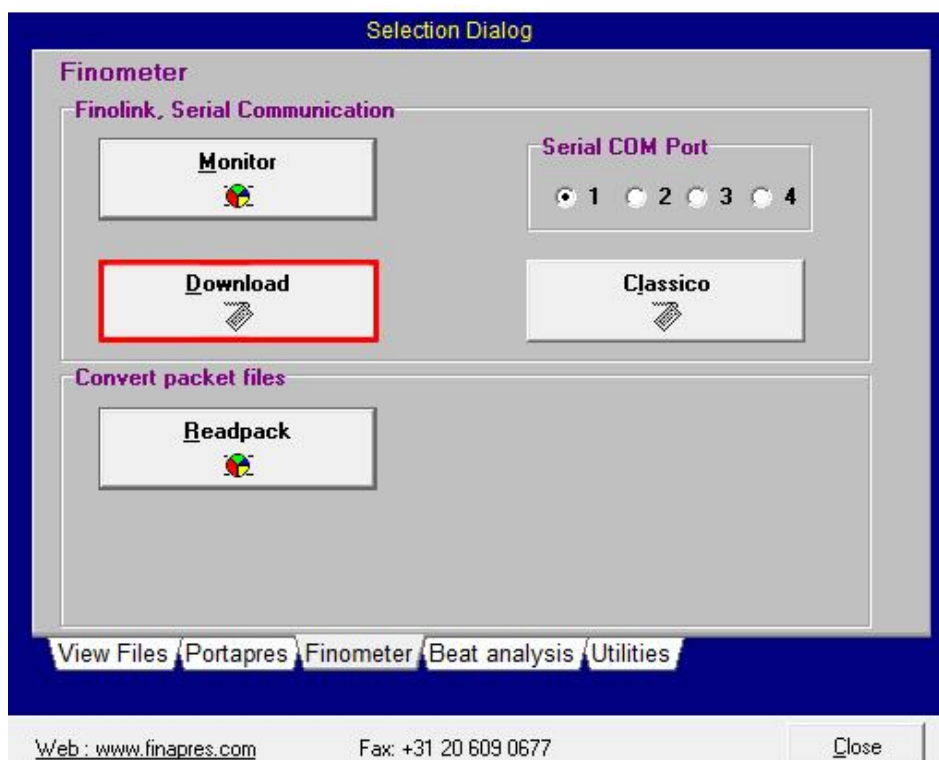 Selection Dialog
Finometer
Finolink, Serial Communication
Monitor
Serial COM Port
1 2 3 4
Download
Classico
Convert packet files
Readpack
View Files Portapres Finometer Beat analysis Utilities
Web : www.finapres.com Fax: +31 20 609 0677 Close